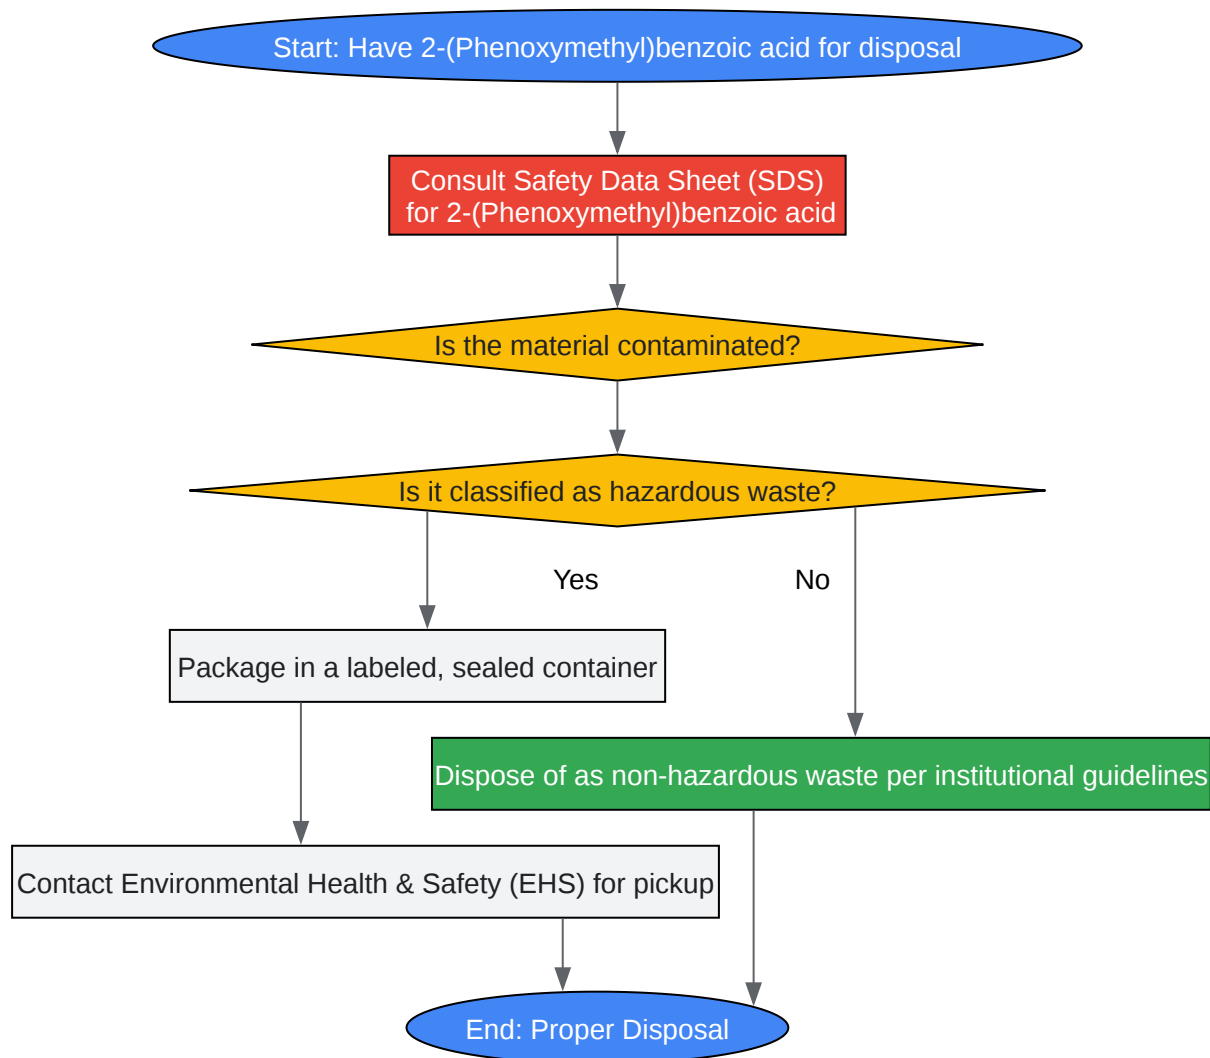 Start: Have 2-(Phenoxymethyl)benzoic acid for disposal
Consult Safety Data Sheet (SDS)
for 2-(Phenoxymethyl)benzoic acid
Is the material contaminated?
Is it classified as hazardous waste?
Yes
No
Package in a labeled, sealed container
Dispose of as non-hazardous waste per institutional guidelines
Contact Environmental Health & Safety (EHS) for pickup
End: Proper Disposal